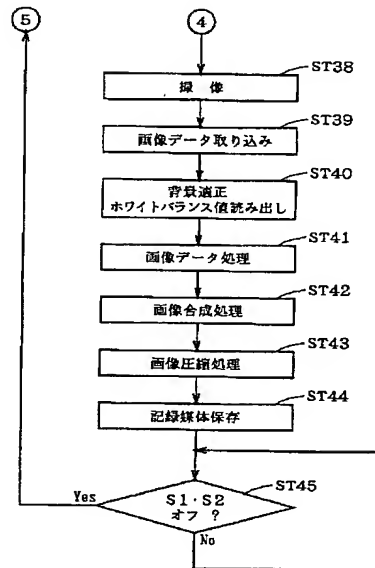 5
4
ST38
撮 像
ST39
画像データ取り込み
ST40
背景適正
ホワイトバランス値読み出し
ST41
画像データ処理
ST42
画像合成処理
ST43
画像圧縮処理
ST44
記録媒体保存
ST45
Yes
S1・S2
オフ ?
No